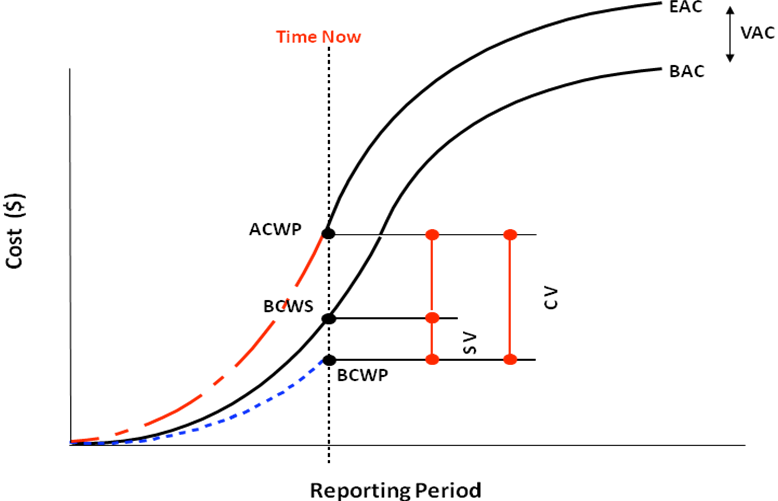 EAC
Time Now
VAC
BAC
Cost ($)
ACWP
BCWS
CV
SV
BCWP
Reporting Period